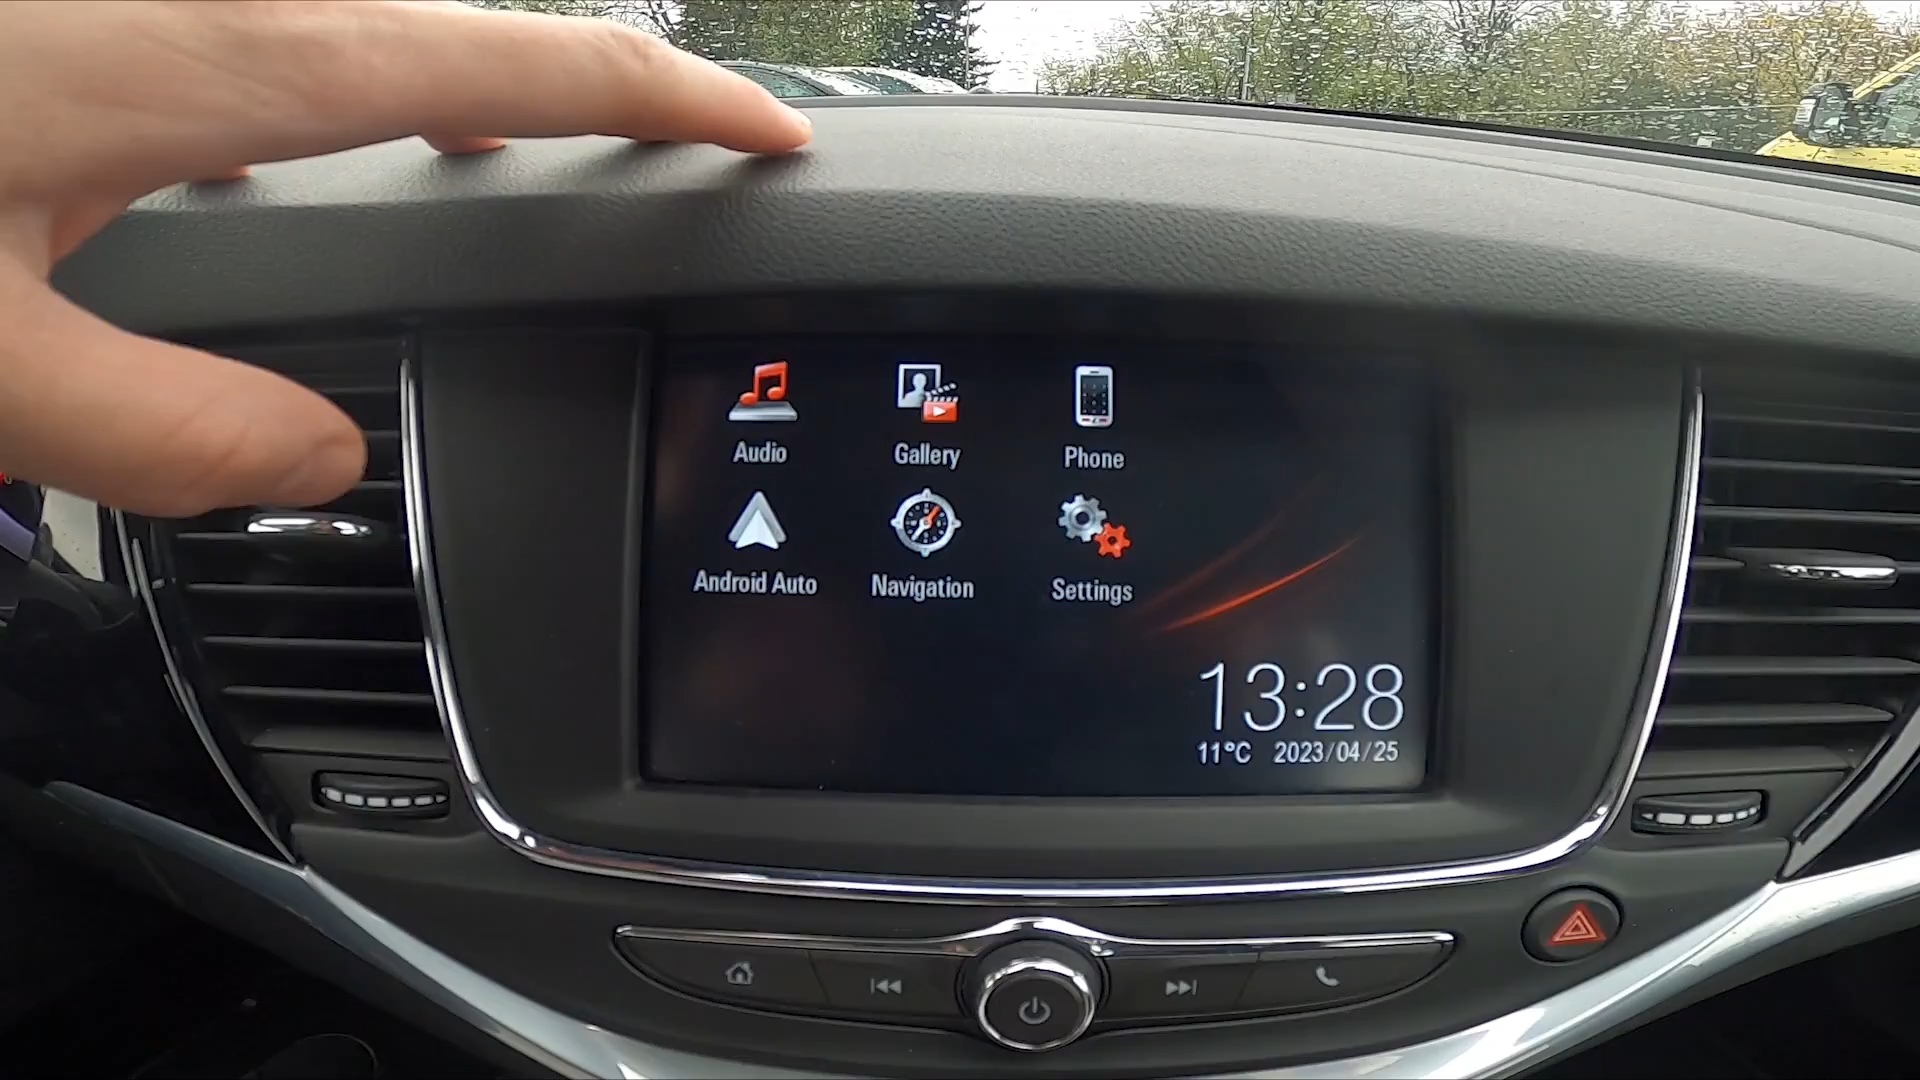 Audio
Gallery
Phone
Android Auto
Navigation
Settings
13:28
11°C 2023/04/25